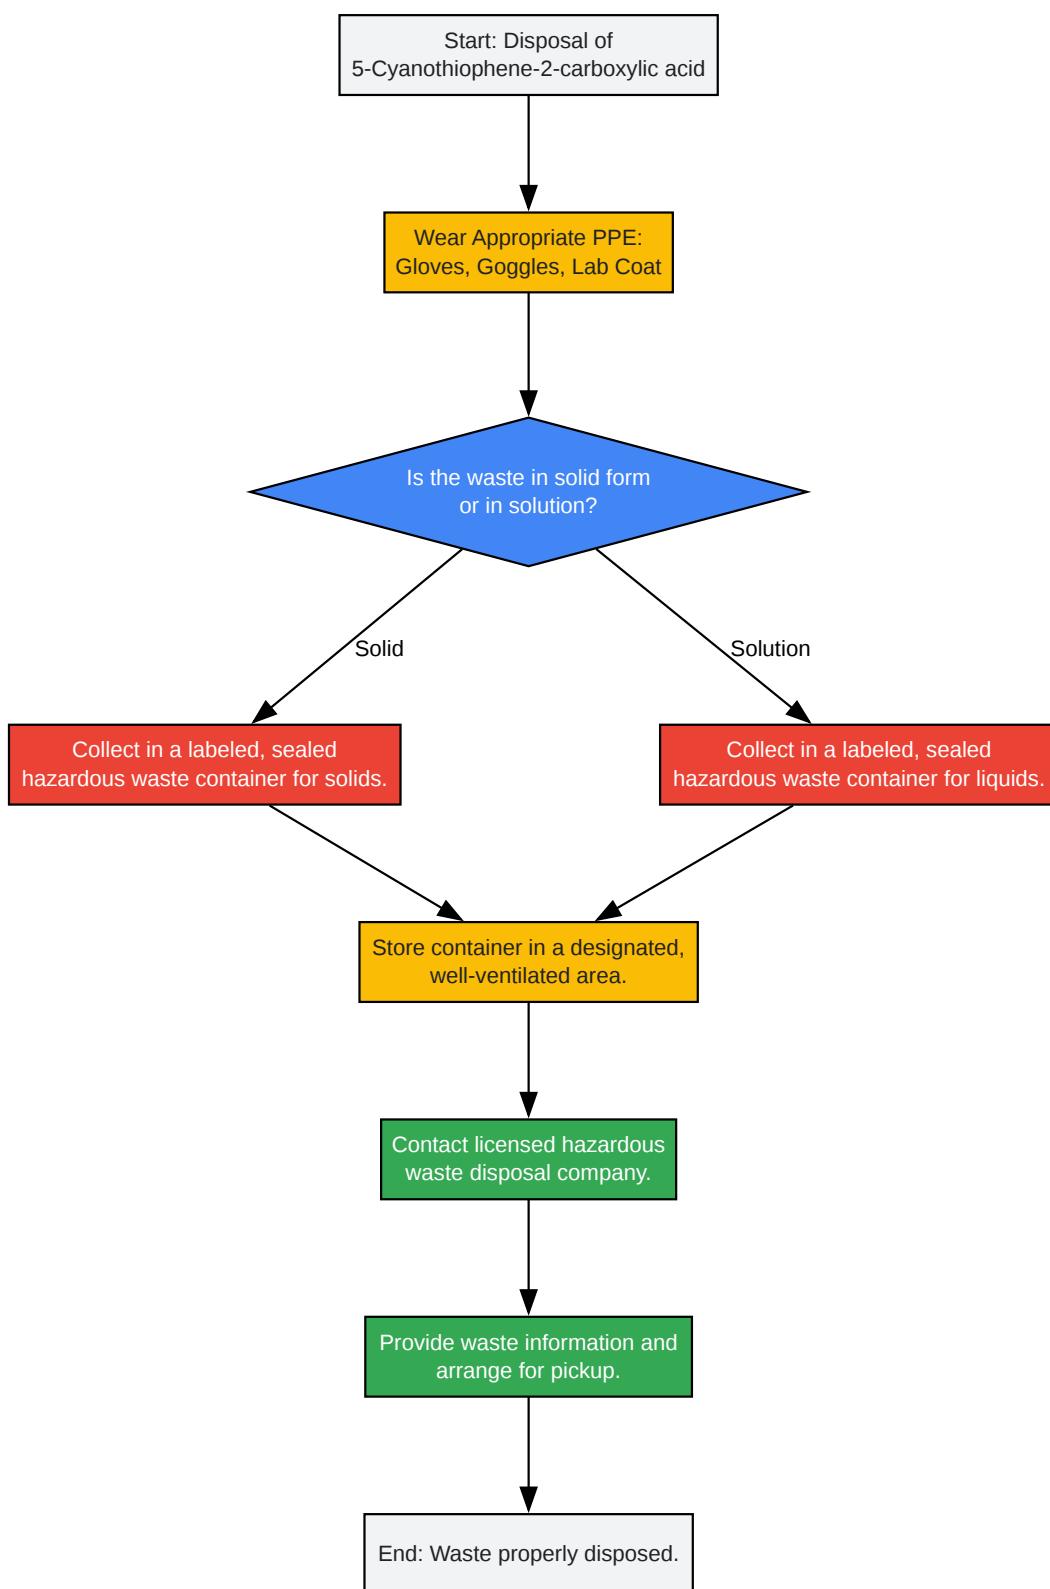 Start: Disposal of
5-Cyanothiophene-2-carboxylic acid
Wear Appropriate PPE:
Gloves, Goggles, Lab Coat
Is the waste in solid form
or in solution?
Solid
Solution
Collect in a labeled, sealed
hazardous waste container for solids.
Collect in a labeled, sealed
hazardous waste container for liquids.
Store container in a designated,
well-ventilated area.
Contact licensed hazardous
waste disposal company.
Provide waste information and
arrange for pickup.
End: Waste properly disposed.